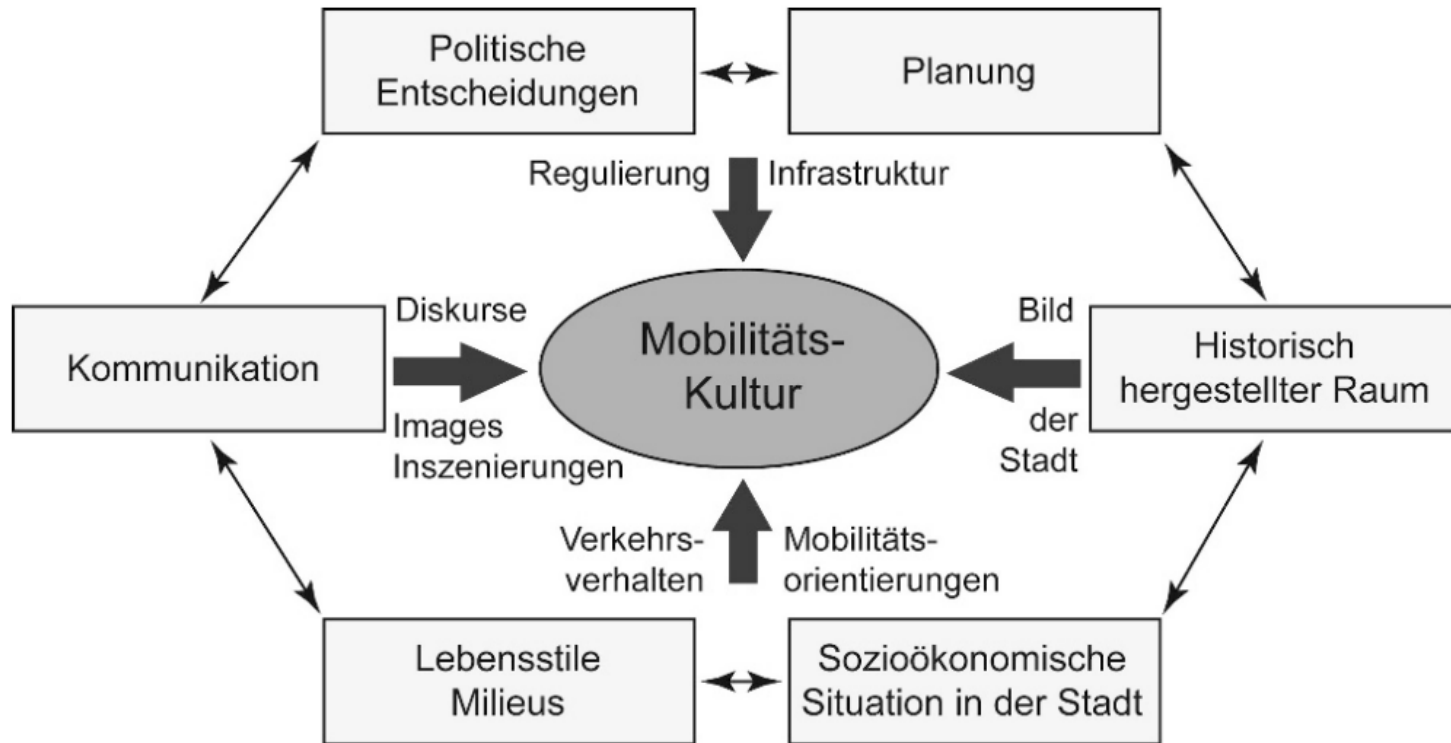 Politische
Entscheidungen
Planung
Regulierung
Infrastruktur
Diskurse
Kommunikation
Images
Inszenierungen
Mobilitäts-
Kultur
Bild
der
Stadt
Historisch
hergestellter Raum
Verkehrs-
verhalten
Mobilitäts-
orientierungen
Lebensstile
Milieus
Sozioökonomische
Situation in der Stadt